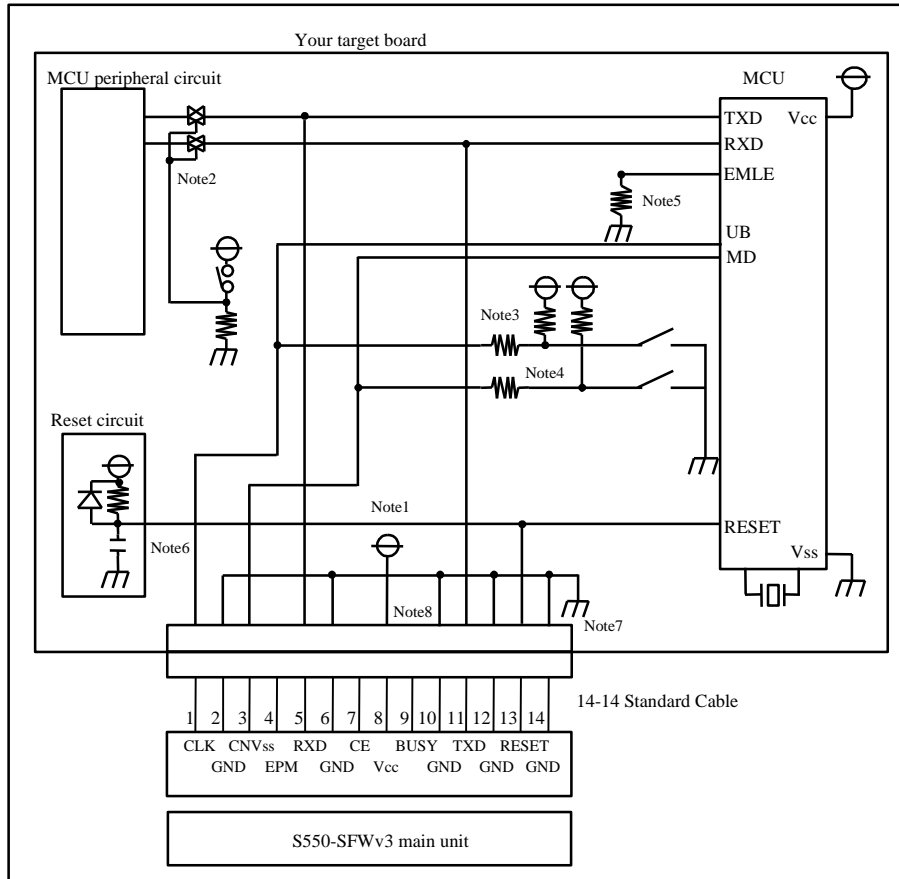 Your target board
MCU peripheral circuit
MCU
TXD
Vcc
RXD
Note2
EMLE
Note5
UB
MD
Note3
Note4
Reset circuit
Note1
RESET
Note6
Vss
Note8
Note7
14-14 Standard Cable
1 2 3 4 5 6 7 8 9 10 11 12 13 14
CLK CNVss RXD CE BUSY TXD RESET
GND EPM GND Vcc GND GND GND
S550-SFWv3 main unit